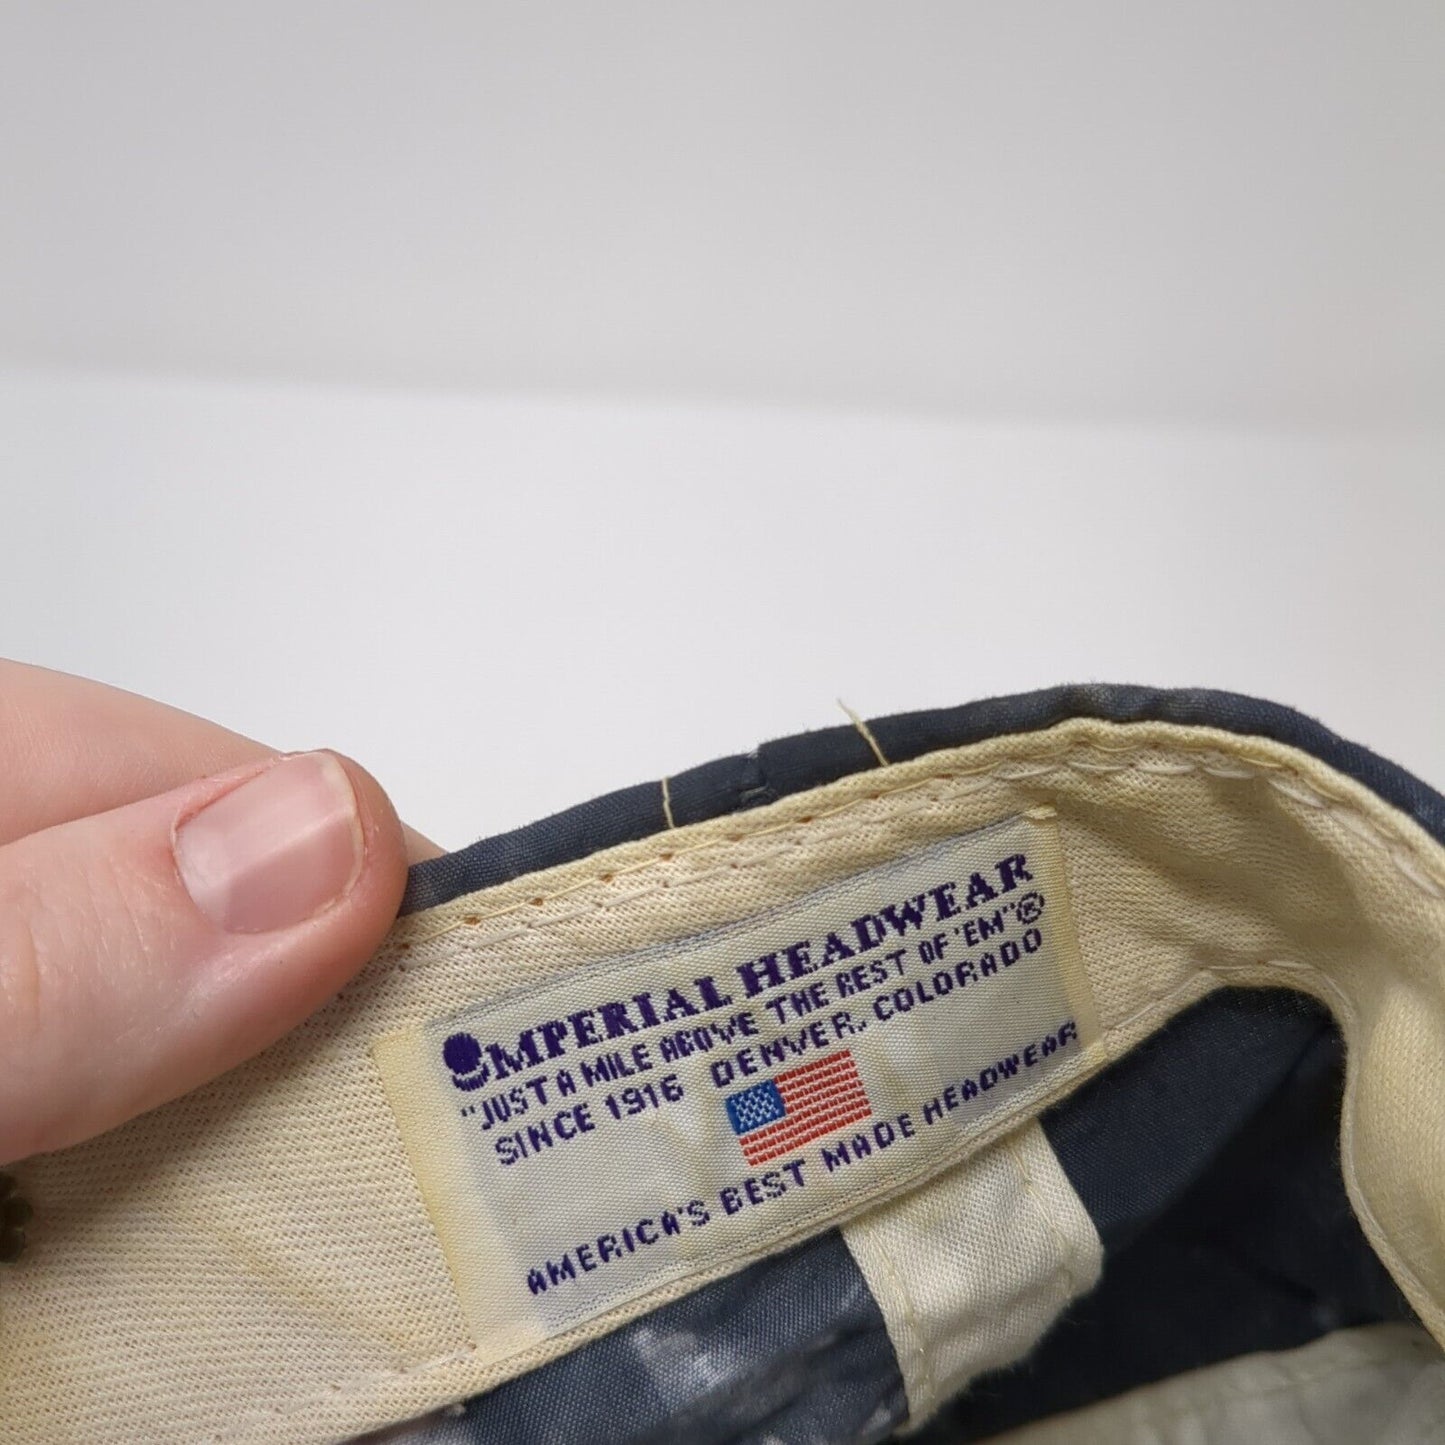 IMPERIAL HEADWEAR
"JUST A MILE ABOVE THE REST OF 'EM"®
SINCE 1916 DENVER, COLORADO
AMERICA'S BEST MADE HEADWEAR